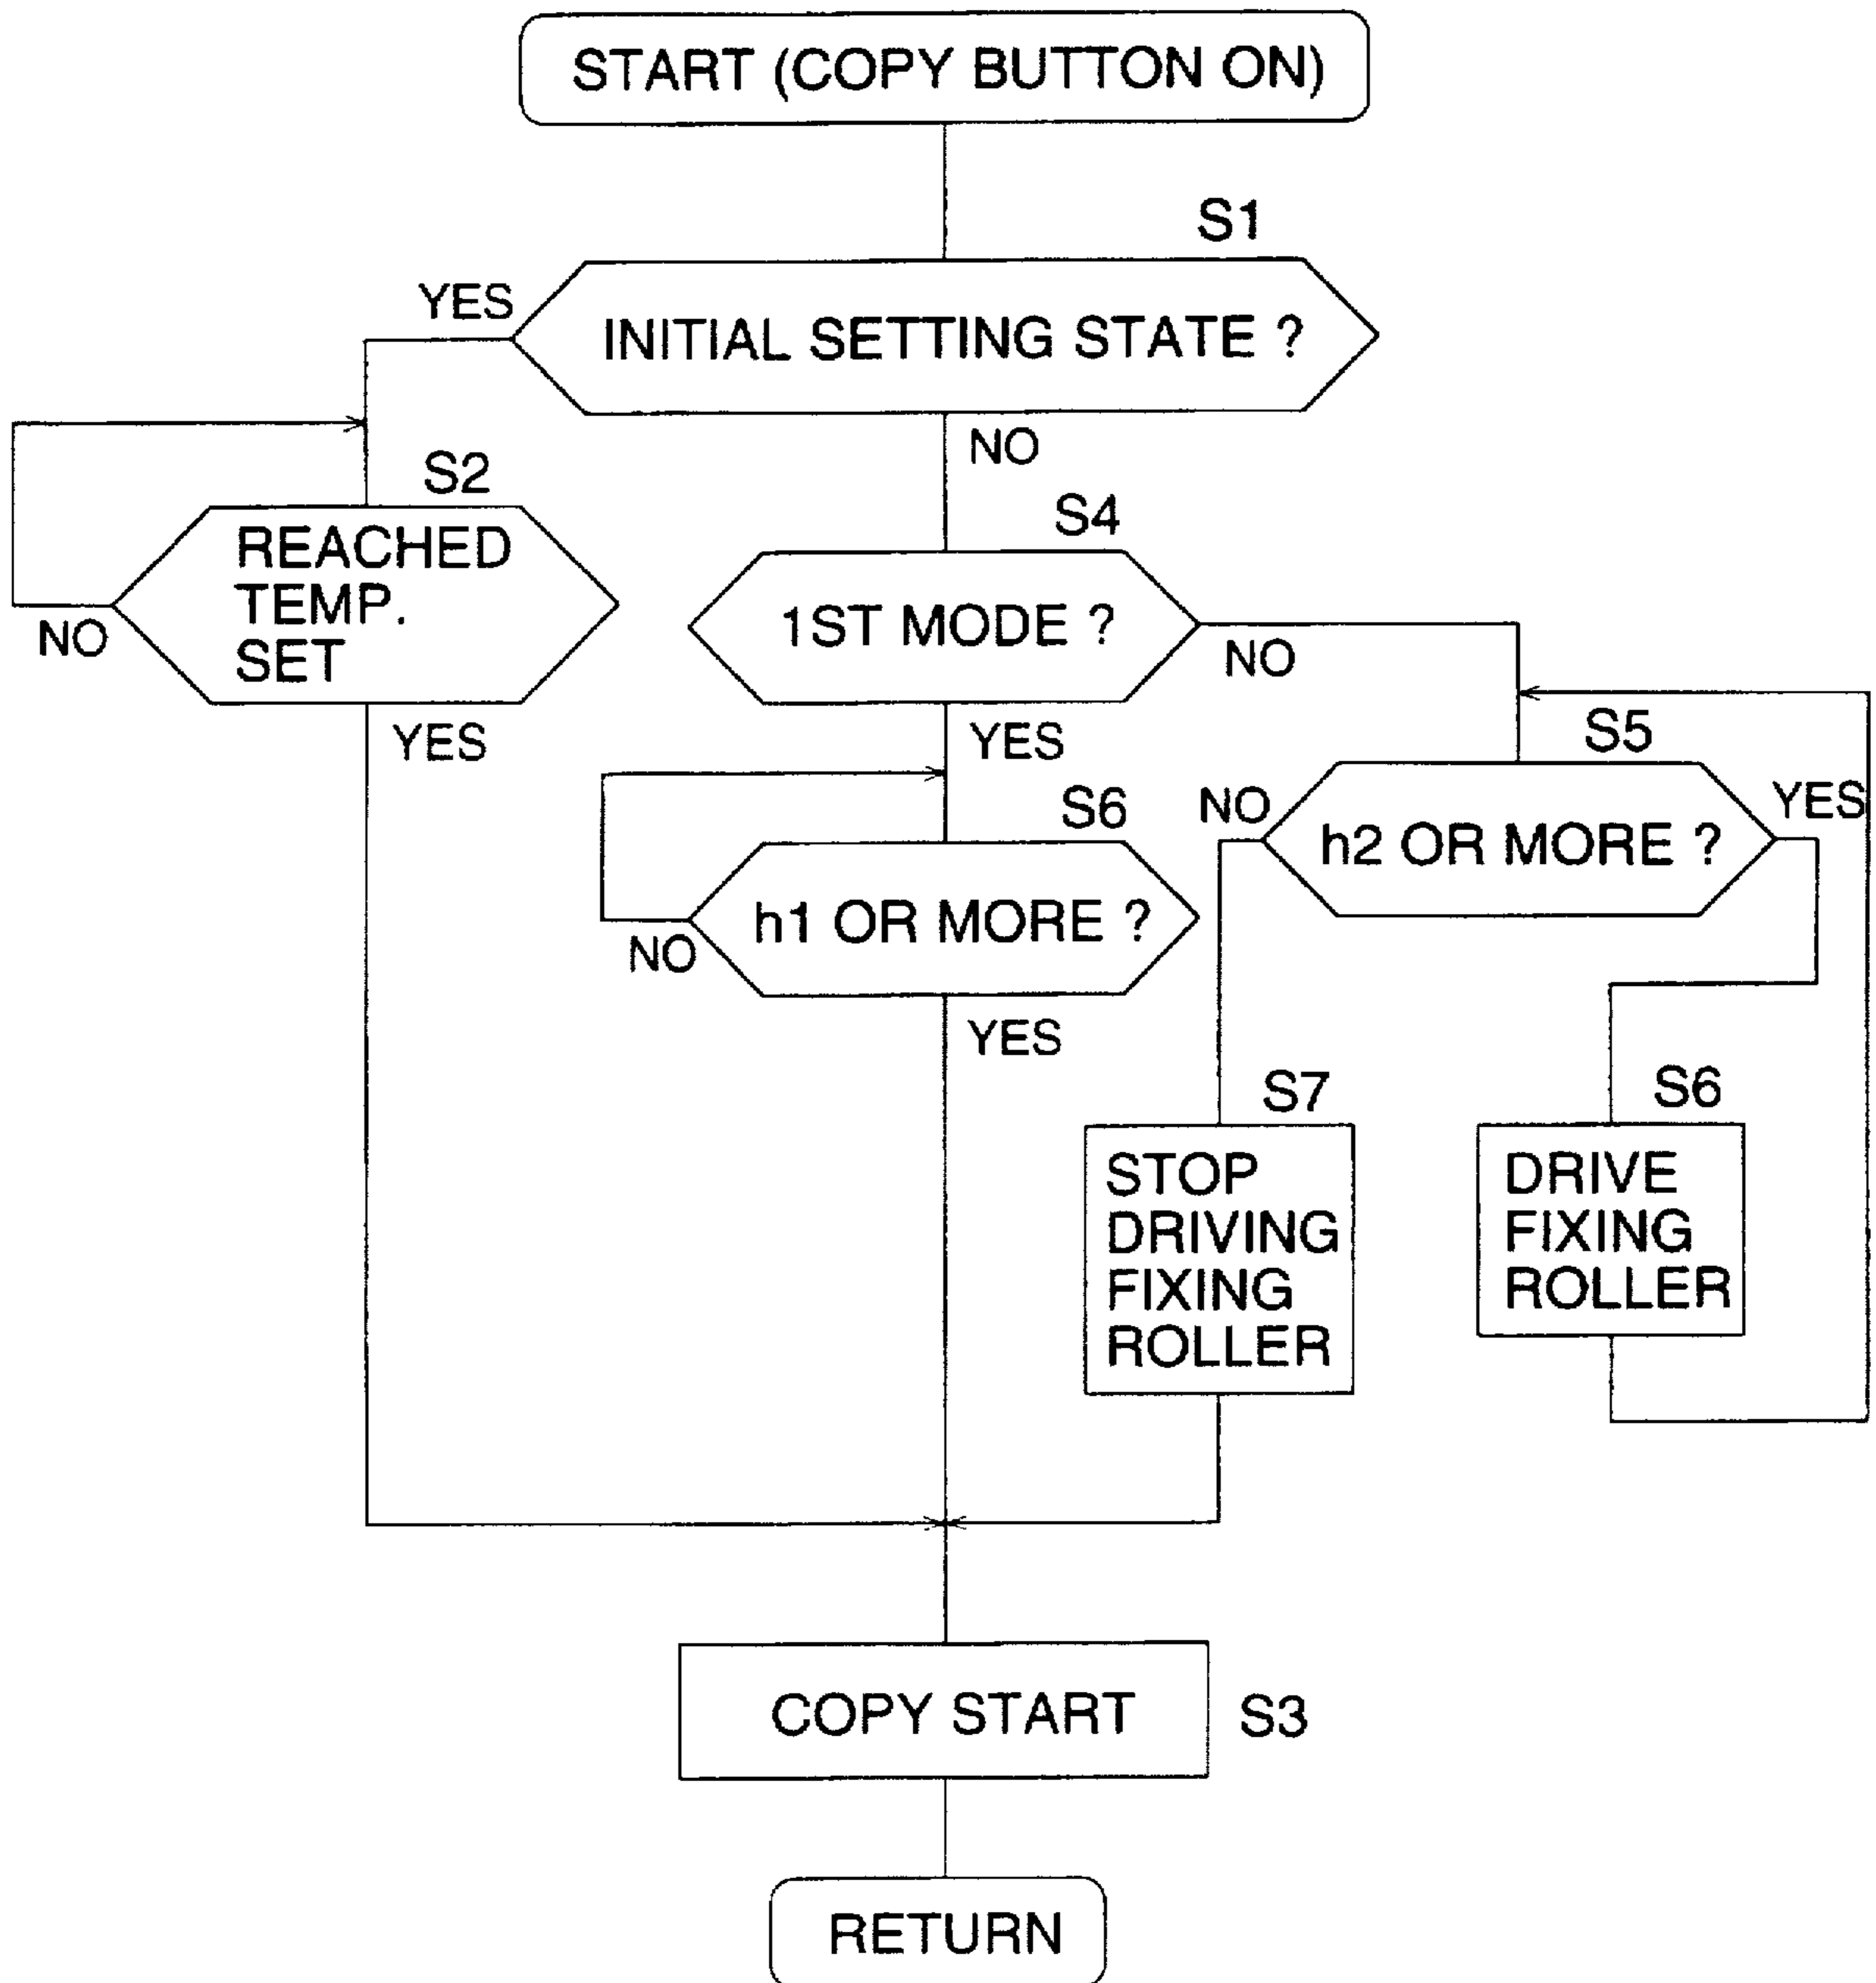 START (COPY BUTTON ON)
S1
YES
INITIAL SETTING STATE ?
NO
S2
REACHED
TEMP.
SET
NO
YES
S4
1ST MODE ?
NO
YES
S6
h1 OR MORE ?
NO
YES
S5
NO
YES
h2 OR MORE ?
S7
STOP
DRIVING
FIXING
ROLLER
S6
DRIVE
FIXING
ROLLER
COPY START
S3
RETURN